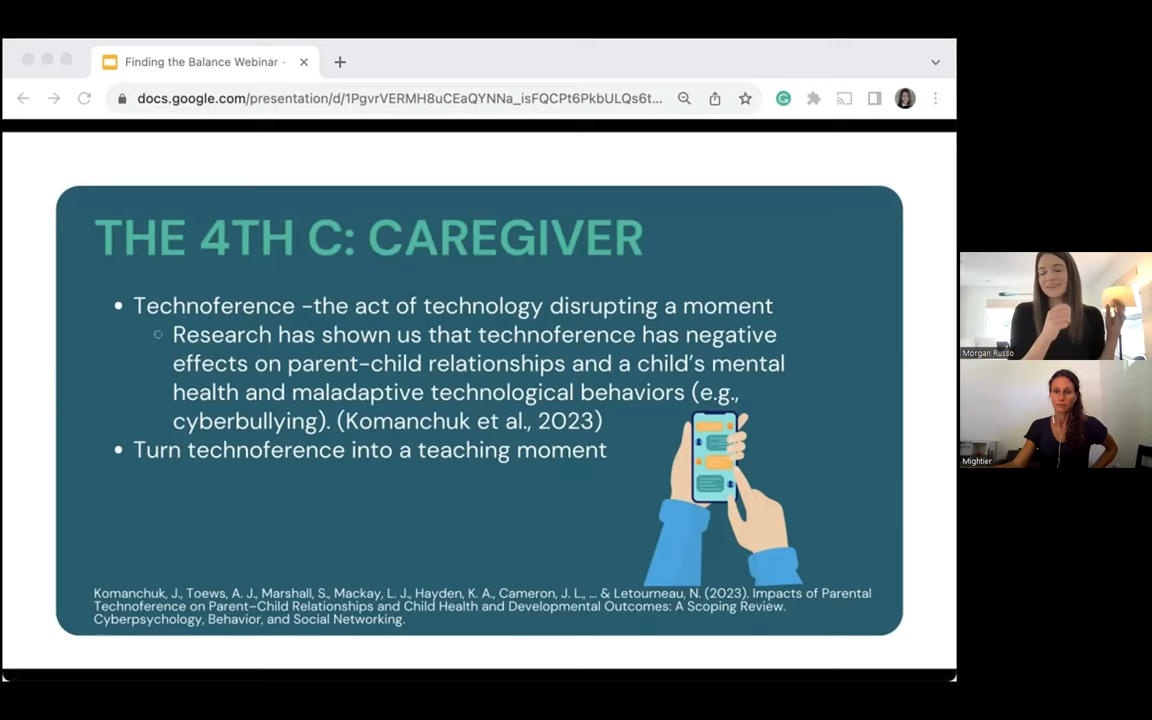 Finding the Balance Webinar -
docs.google.com/presentation/d/1PgvrVERMH8uCEaQYNNa_isFQCPt6PkbULQs6t...
THE 4TH C: CAREGIVER
• Technoference -the act of technology disrupting a moment
○ Research has shown us that technoference has negative
effects on parent-child relationships and a child's mental
health and maladaptive technological behaviors (e.g.,
cyberbullying). (Komanchuk et al., 2023)
• Turn technoference into a teaching moment
Komanchuk, J., Toews, A. J., Marshall, S., Mackay, L. J., Hayden, K. A., Cameron, J. L., ... & Letourneau, N. (2023). Impacts of Parental
Technoference on Parent–Child Relationships and Child Health and Developmental Outcomes: A Scoping Review.
Cyberpsychology, Behavior, and Social Networking.
Morgan Russo
Mightier